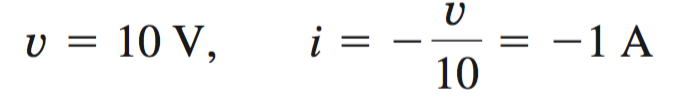 v = 10 V, i = −v/10 = −1 A